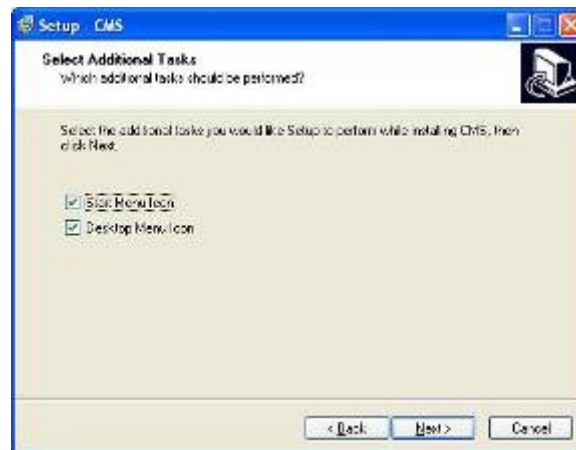 Setup - CMS
Select Additional Tasks
Which additional tasks should be performed?
Select the additional tasks you would like Setup to perform while installing CMS, then
click Next.
Start Menu Icon
Desktop Menu Icon
< Back
Next >
Cancel